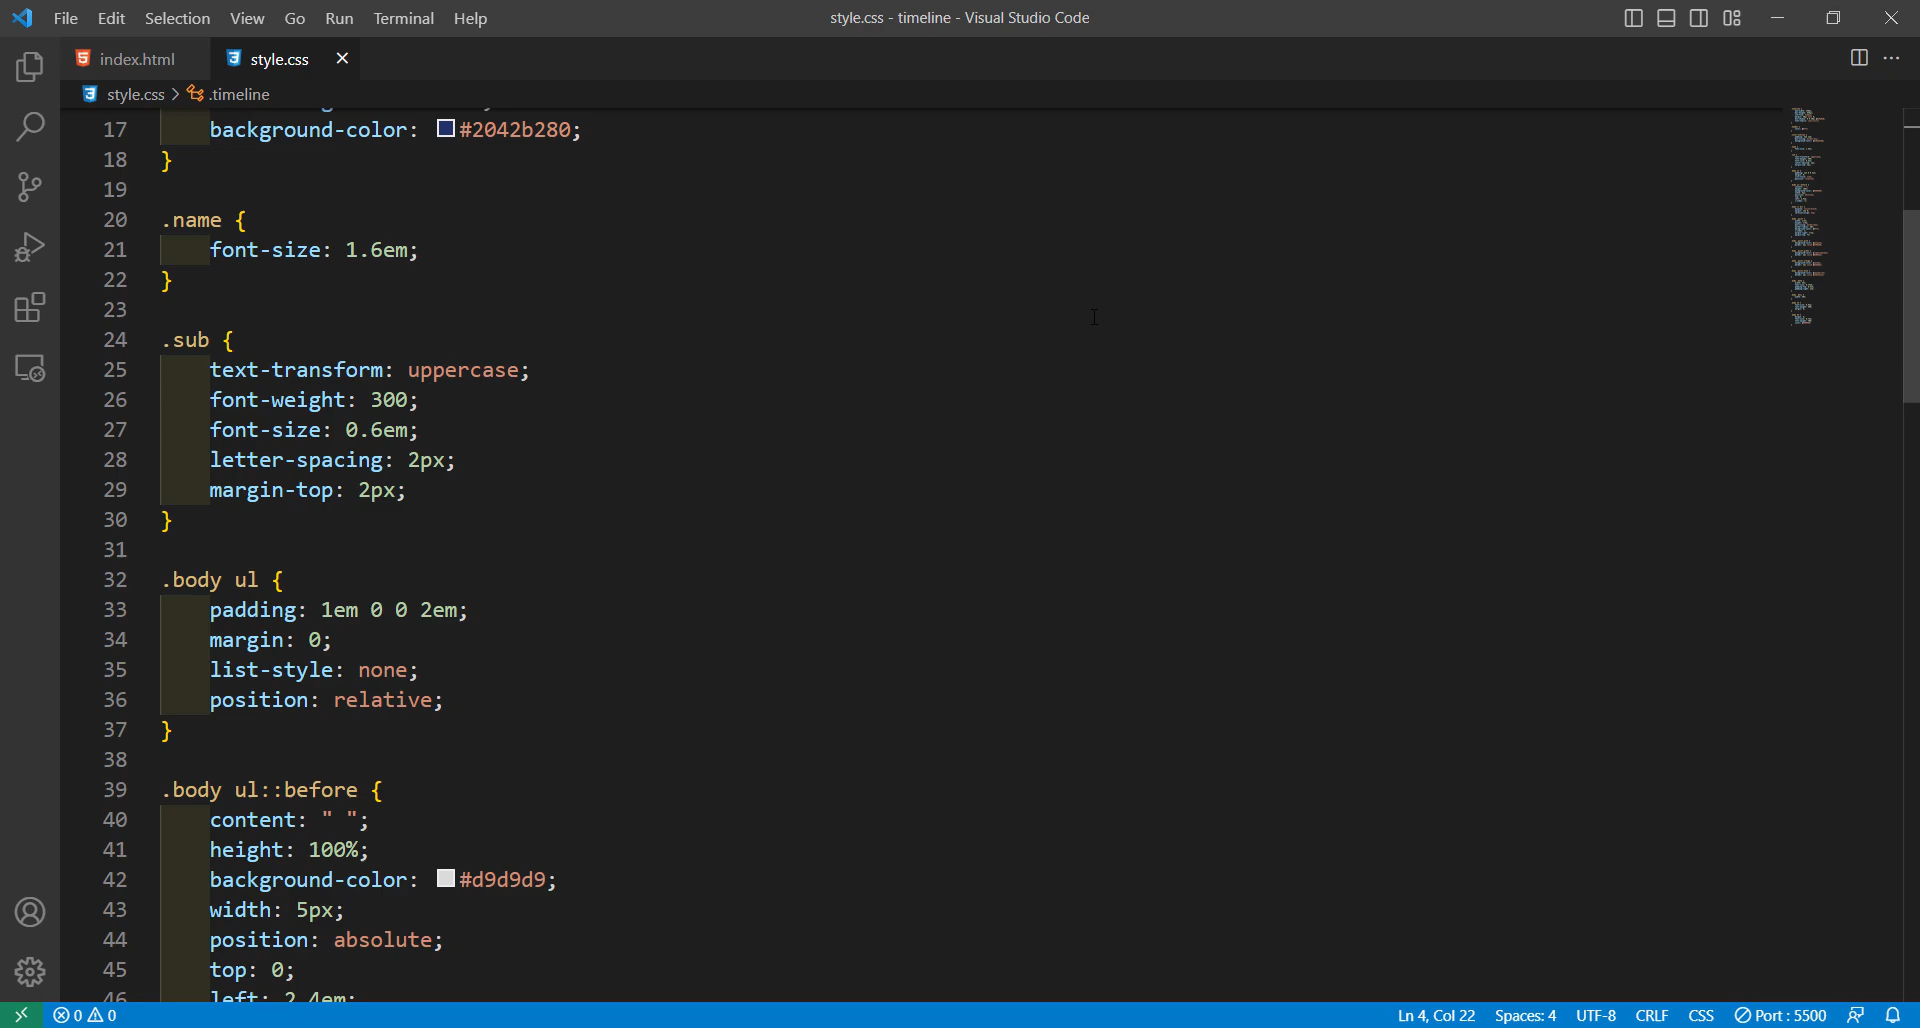 File Edit Selection View Go Run Terminal Help style.css - timeline - Visual Studio Code
index.html style.css
style.css > .timeline
17 background-color: #2042b280;
18 }
19
20 .name {
21 font-size: 1.6em;
22 }
23
24 .sub {
25 text-transform: uppercase;
26 font-weight: 300;
27 font-size: 0.6em;
28 letter-spacing: 2px;
29 margin-top: 2px;
30 }
31
32 .body ul {
33 padding: 1em 0 0 2em;
34 margin: 0;
35 list-style: none;
36 position: relative;
37 }
38
39 .body ul::before {
40 content: " ";
41 height: 100%;
42 background-color: #d9d9d9;
43 width: 5px;
44 position: absolute;
45 top: 0;
46 left: 2.4em;
0 0 Ln 4, Col 22 Spaces: 4 UTF-8 CRLF CSS Port : 5500